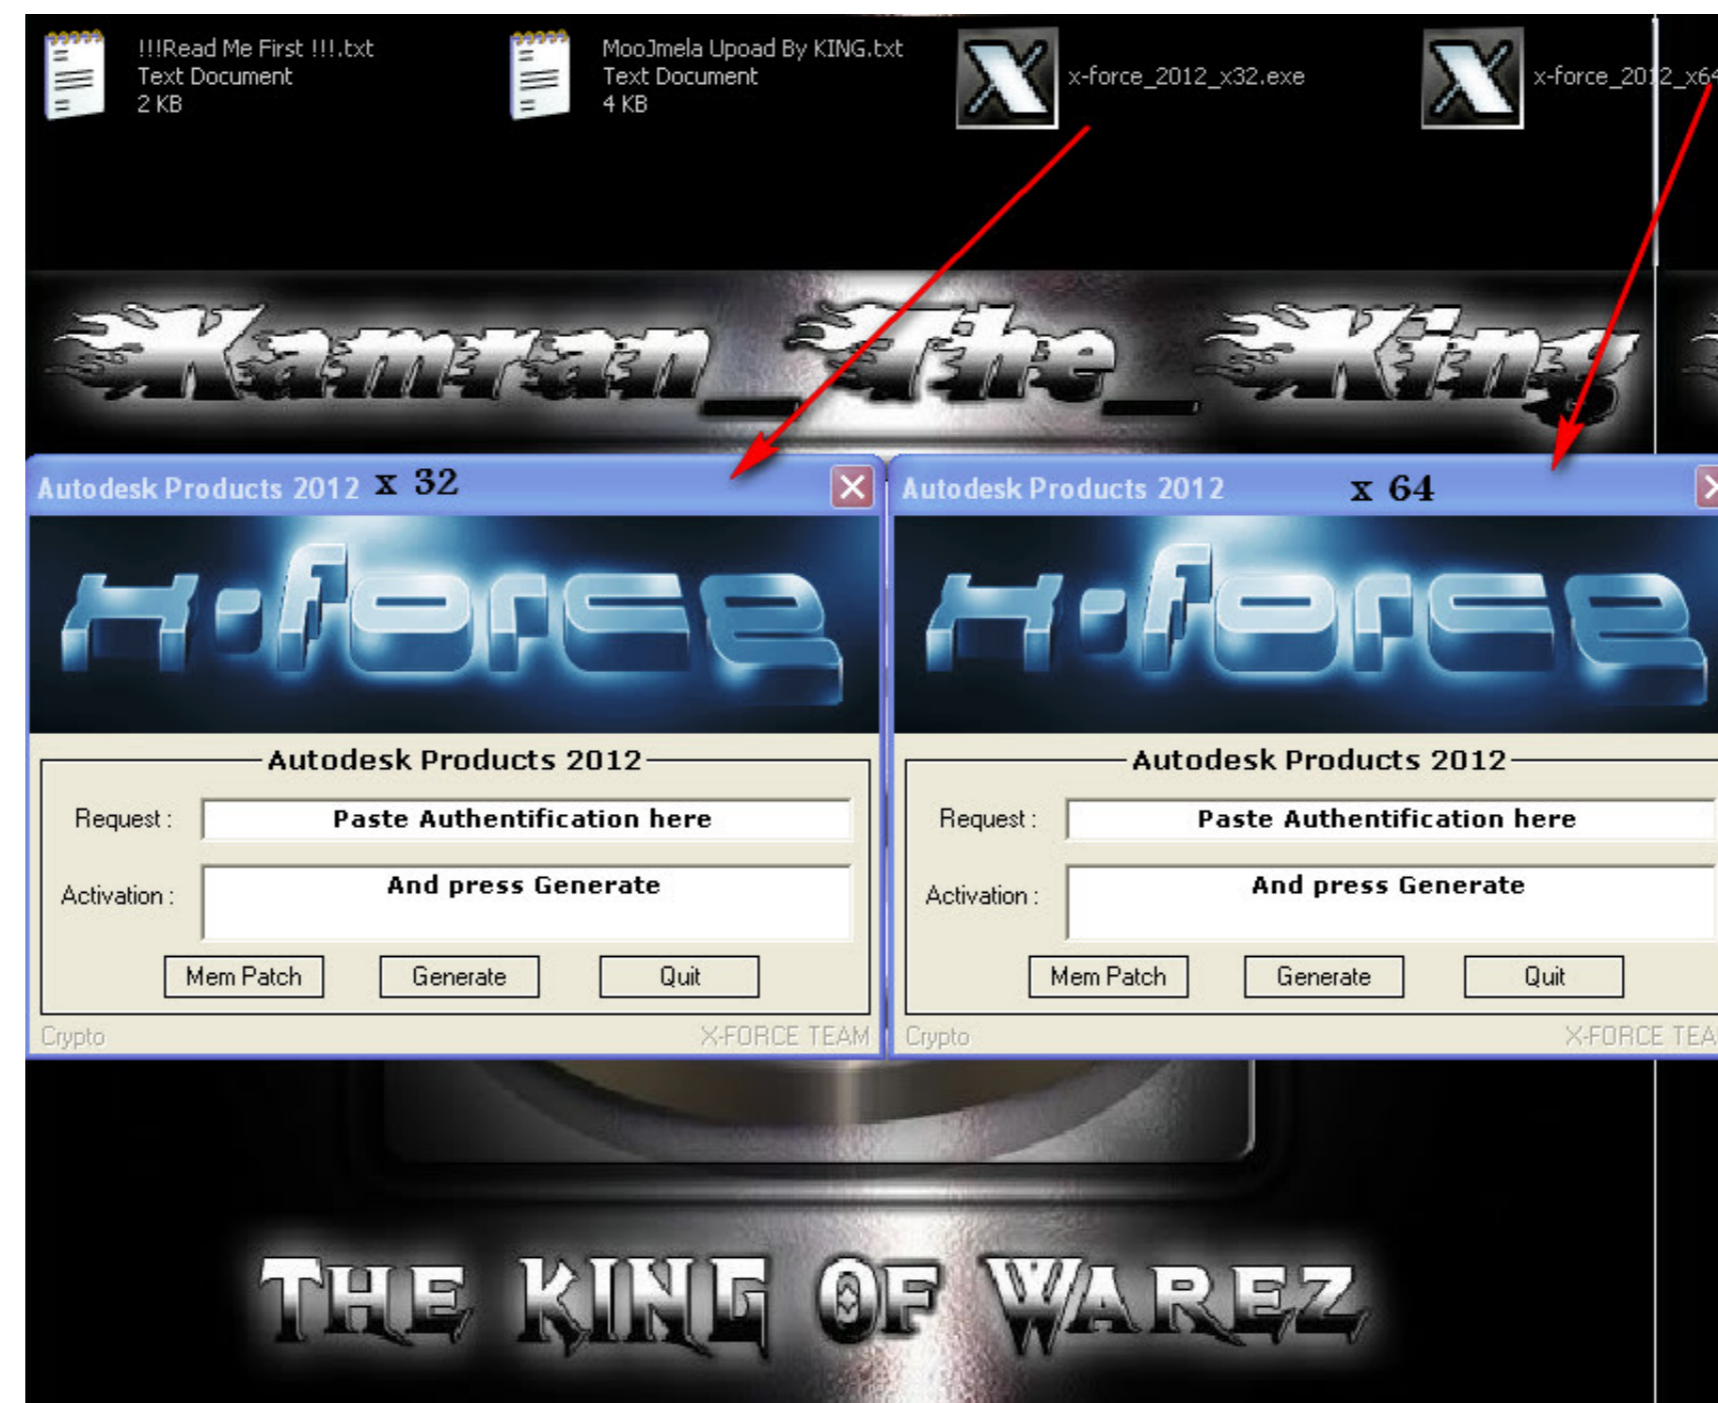 !!!Read Me First !!!.txt
Text Document
2 KB
MooJmela Upoad By KING.txt
Text Document
4 KB
x-force_2012_x32.exe
x-force_2012_x64
Kamran_The_King
Autodesk Products 2012 x 32
x-force
Autodesk Products 2012
Request :
Paste Authentification here
Activation :
And press Generate
Mem Patch
Generate
Quit
Crypto
X-FORCE TEAM
Autodesk Products 2012 x 64
x-force
Autodesk Products 2012
Request :
Paste Authentification here
Activation :
And press Generate
Mem Patch
Generate
Quit
Crypto
X-FORCE TEA
THE KING OF WAREZ